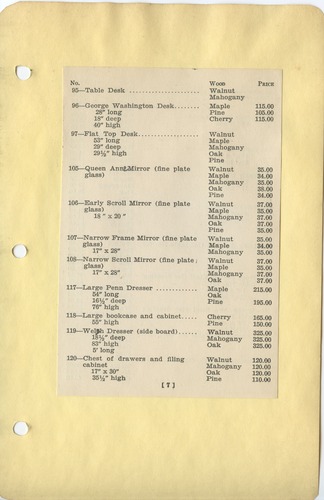 No. Wood Price
95—Table Desk .................... Walnut
Mahogany
96—George Washington Desk........ Maple 115.00
28" long Pine 105.00
18" deep Cherry 115.00
40" high
97—Flat Top Desk.................. Walnut
53" long Maple
29" deep Mahogany
29½" high Oak
Pine
105—Queen Ann Mirror (fine plate Walnut 35.00
glass) Maple 34.00
Mahogany 35.00
Oak 38.00
Pine 34.00
106—Early Scroll Mirror (fine plate Walnut 37.00
glass) Maple 35.00
18" x 20" Mahogany 37.00
Oak 37.00
Pine 35.00
107—Narrow Frame Mirror (fine plate Walnut 35.00
glass) Maple 34.00
17" x 28" Mahogany 35.00
108—Narrow Scroll Mirror (fine plate Walnut 37.00
glass) Maple 35.00
17" x 28" Mahogany 37.00
117—Large Penn Dresser ............ Maple 215.00
54" long Oak
16½" deep Pine 195.00
76" high
118—Large bookcase and cabinet..... Cherry 165.00
55" high Pine 150.00
119—Welsh Dresser (side board)..... Walnut 325.00
18½" deep Mahogany 325.00
83" high Oak 325.00
5' long
120—Chest of drawers and filing Walnut 120.00
cabinet Mahogany 120.00
17" x 30" Oak 120.00
35½" high Pine 110.00
[ 7 ]